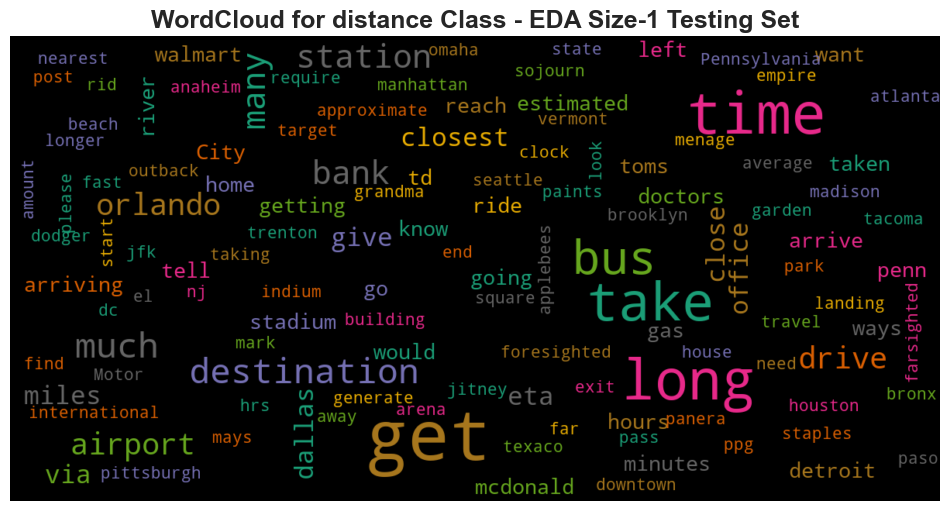 WordCloud for distance Class - EDA Size-1 Testing Set
nearest walmart station omaha state left Pennsylvania want
post rid river anaheim many require manhattan sojourn empire atlanta
beach longer approximate reach estimated vermont time
target closest clock look menage
City outback bank td seattle toms average taken
amount please fast home grandma paints doctors madison
orlando getting ride brooklyn close office garden tacoma
dodger start jfk trenton give know bus arrive
taking end
tell going park penn
arriving el nj indium go square applebees take landing farsighted
dc stadium building gas travel ways
much mark would foresighted house need drive
find Motor destination
miles generate jitney eta exit long houston bronx
international hrs dallas away arena get far hours panera
mays texaco pass ppg staples
airport minutes paso
via pittsburgh mcdonald downtown detroit